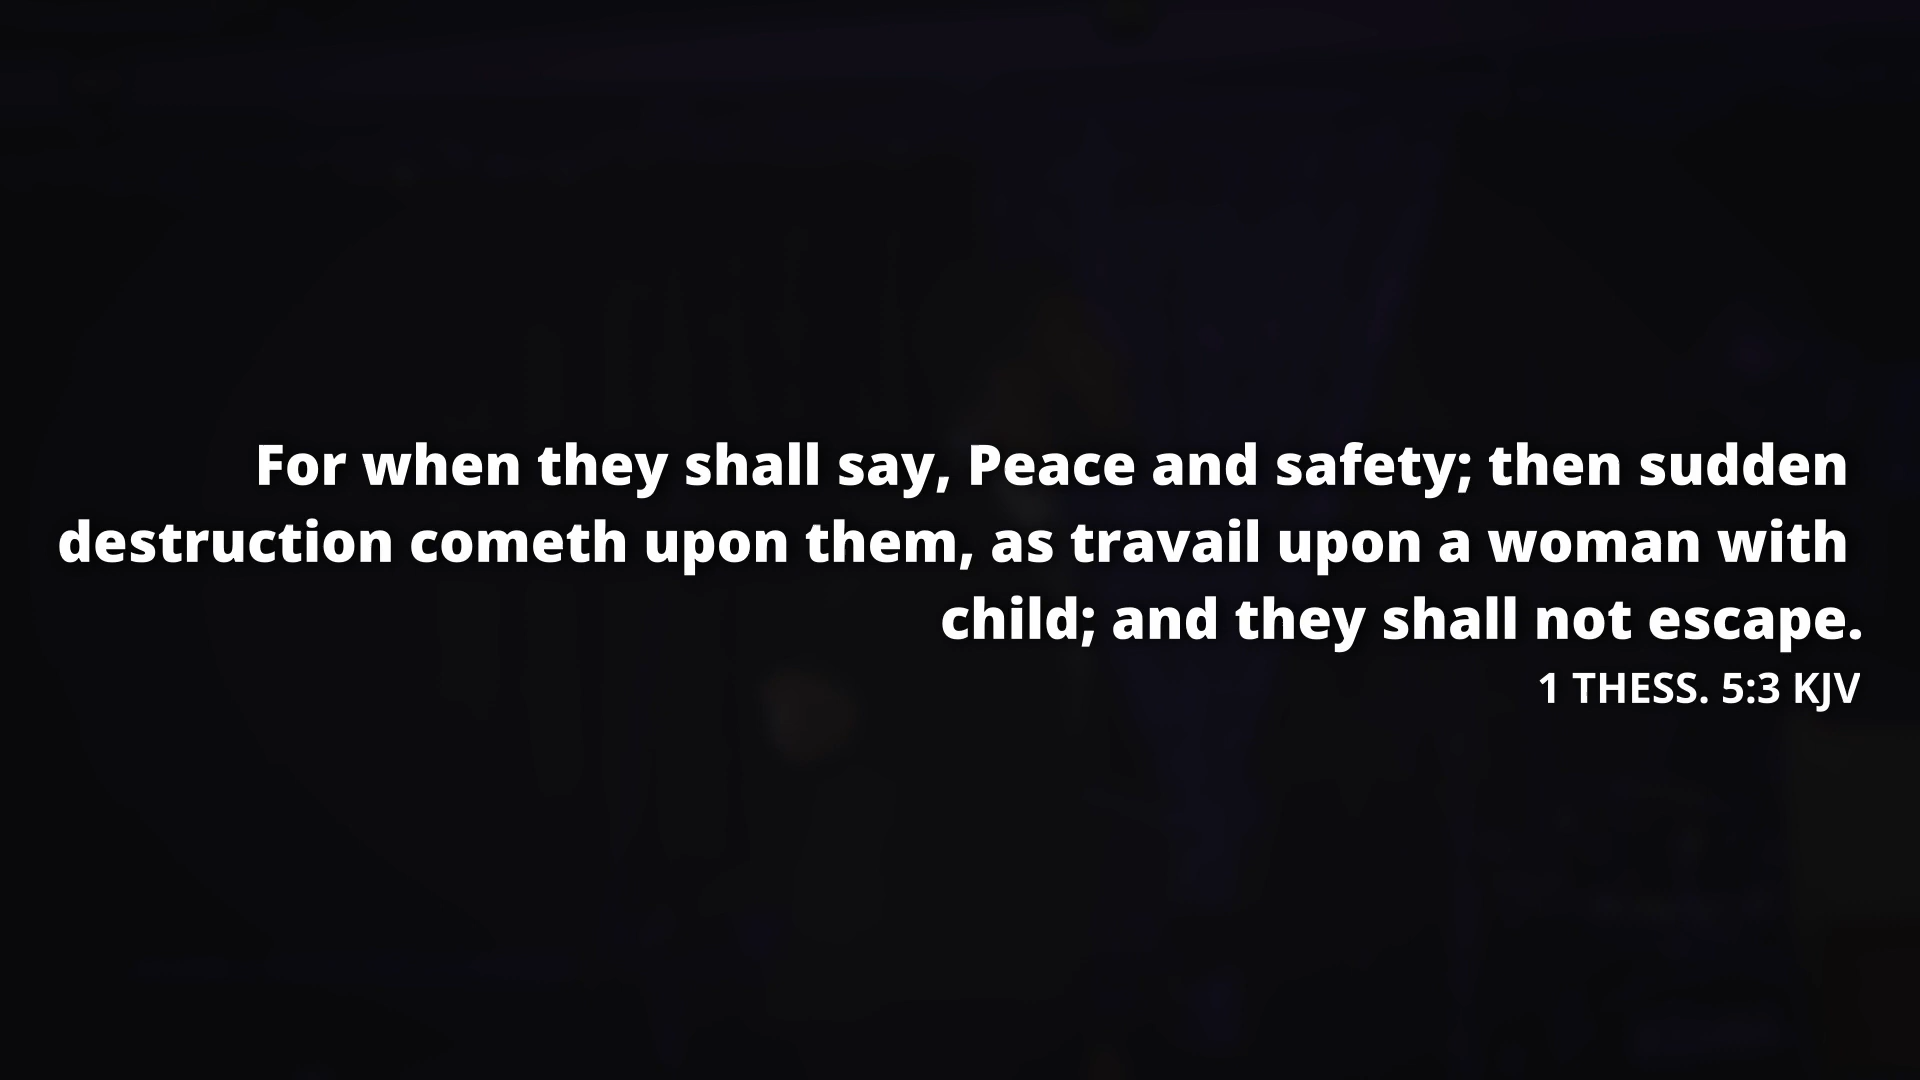 For when they shall say, Peace and safety; then sudden
destruction cometh upon them, as travail upon a woman with
child; and they shall not escape.
1 THESS. 5:3 KJV